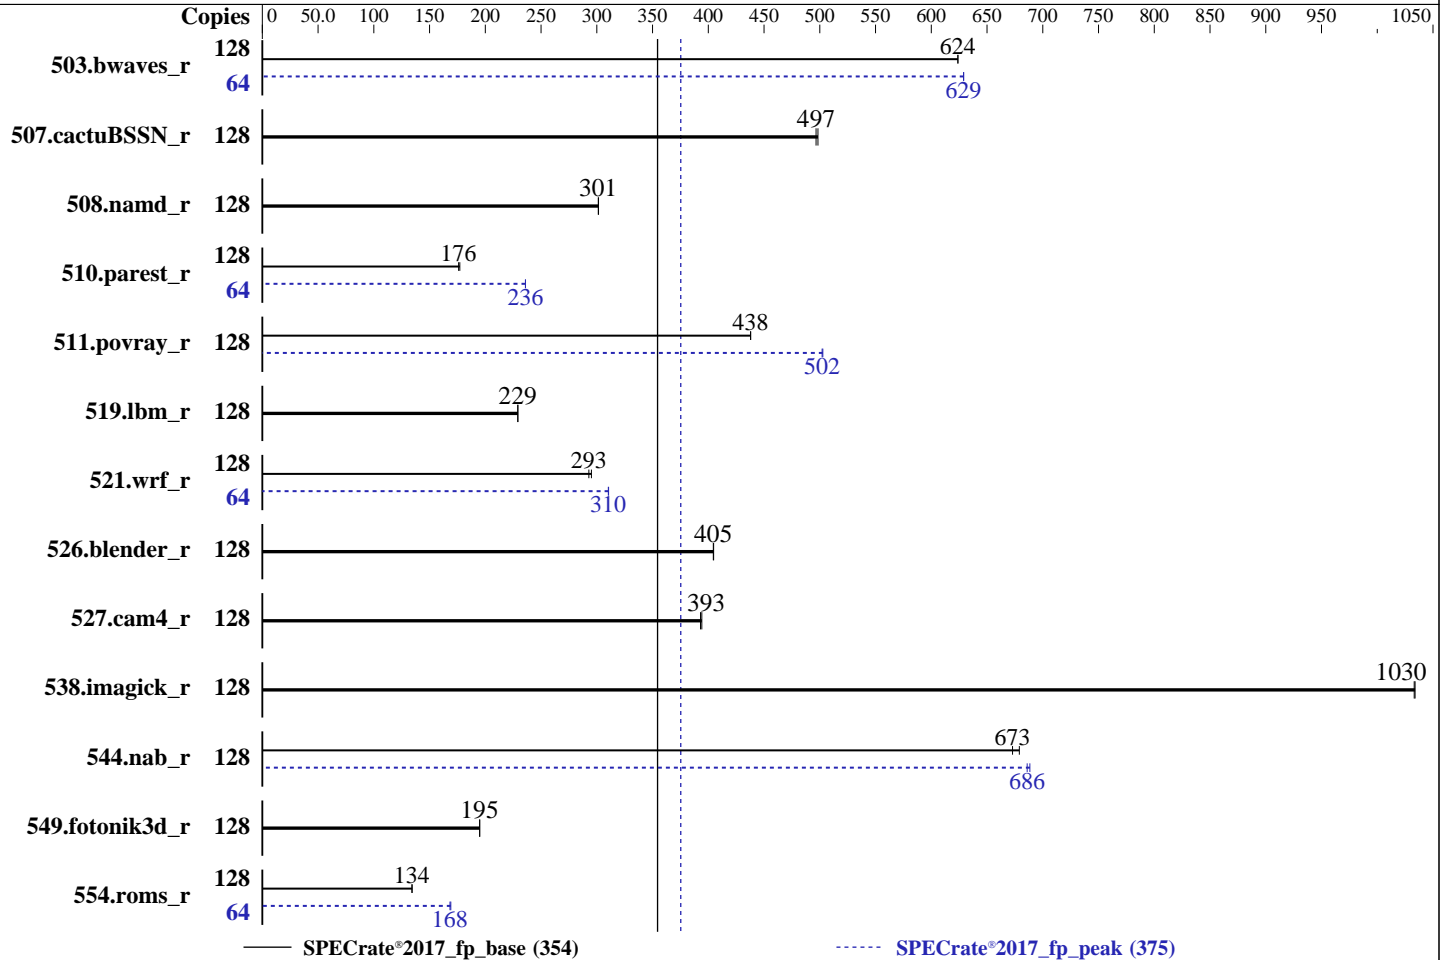 Copies 0 50.0 100 150 200 250 300 350 400 450 500 550 600 650 700 750 800 850 900 950 1050
503.bwaves_r 128 624
64 629
507.cactuBSSN_r 128 497
508.namd_r 128 301
510.parest_r 128 176
64 236
511.povray_r 128 438
502
519.lbm_r 128 229
521.wrf_r 128 293
64 310
526.blender_r 128 405
527.cam4_r 128 393
538.imagick_r 128 1030
544.nab_r 128 673
686
549.fotonik3d_r 128 195
554.roms_r 128 134
64 168
SPECrate®2017_fp_base (354) SPECrate®2017_fp_peak (375)